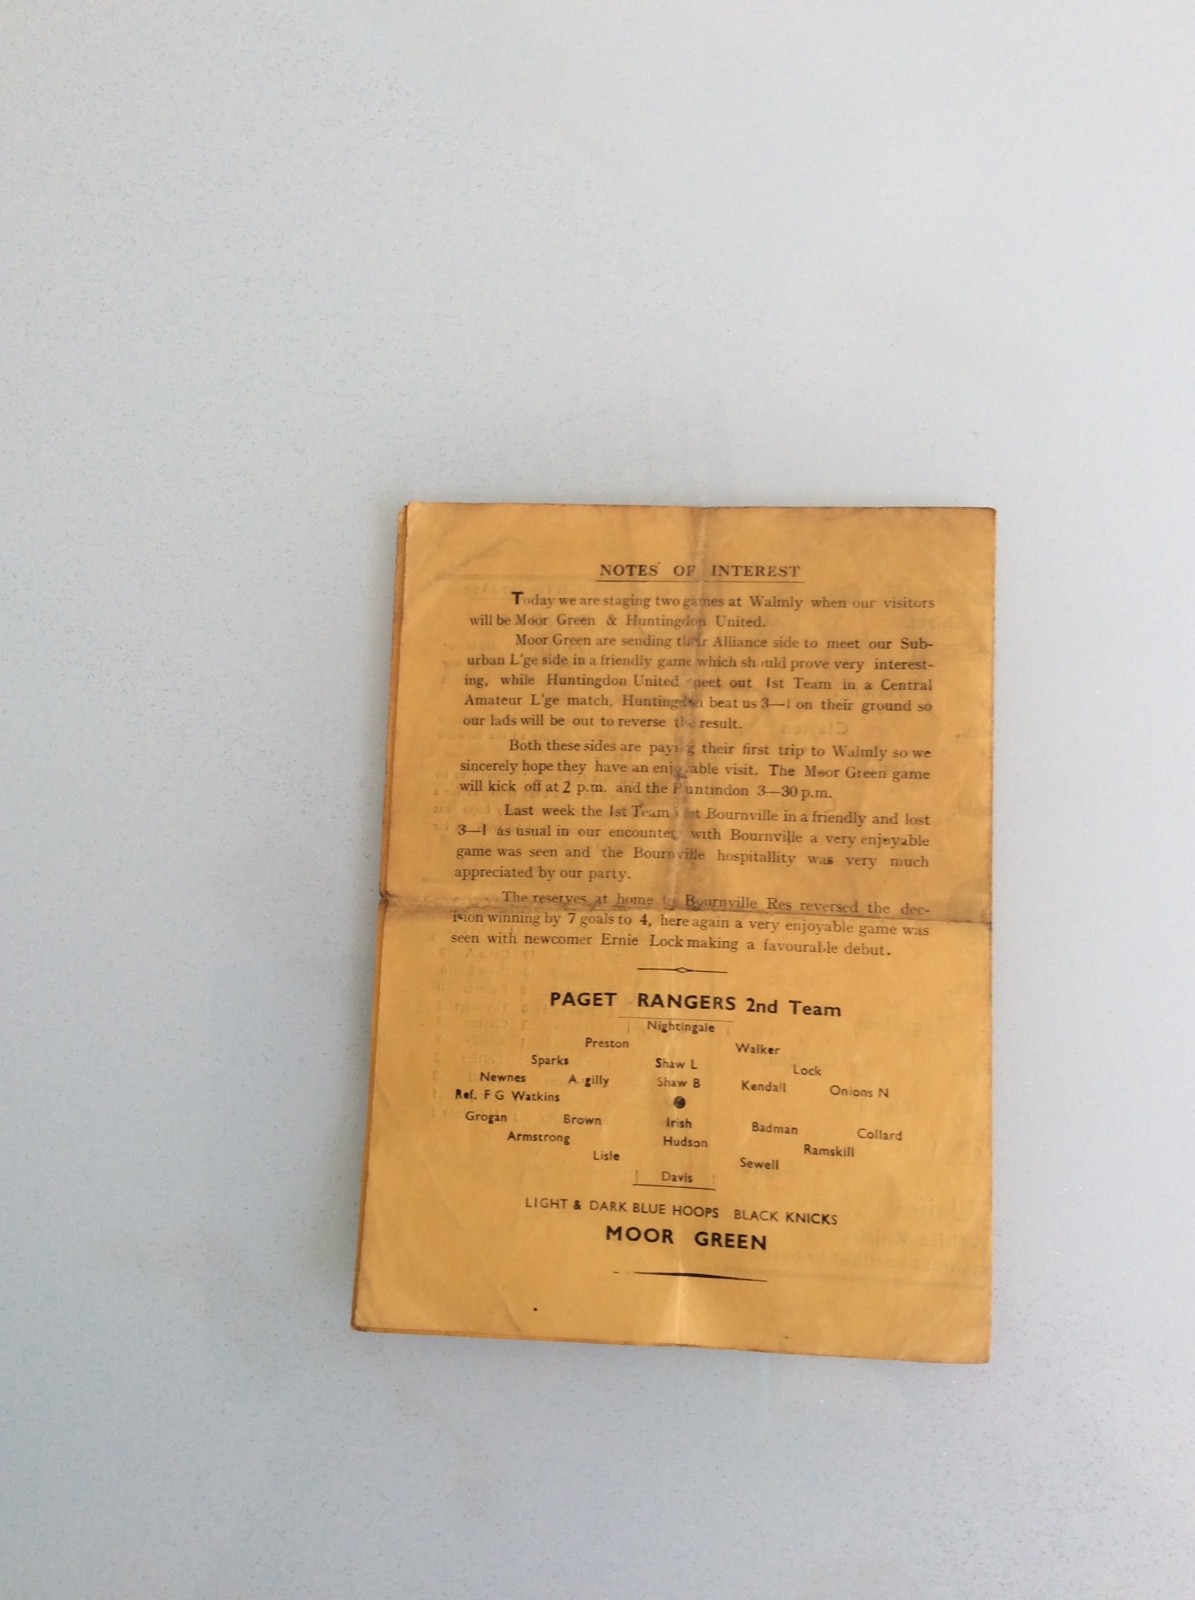 NOTES OF INTEREST
Today we are staging two games at Walmly when our visitors
will be Moor Green & Huntingdon United.
Moor Green are sending their Alliance side to meet our Sub-
urban L'ge side in a friendly game which should prove very interest-
ing, while Huntingdon United meet out 1st Team in a Central
Amateur L'ge match, Huntingdon beat us 3—1 on their ground so
our lads will be out to reverse the result.
Both these sides are paying their first trip to Walmly so we
sincerely hope they have an enjoyable visit. The Moor Green game
will kick off at 2 p.m. and the Huntindon 3—30 p.m.
Last week the 1st Team met Bournville in a friendly and lost
3—1 as usual in our encounter with Bournville a very enjoyable
game was seen and the Bournville hospitallity was very much
appreciated by our party.
The reserves at home to Bournville Res reversed the dec-
ision winning by 7 goals to 4, here again a very enjoyable game was
seen with newcomer Ernie Lock making a favourable debut.
PAGET RANGERS 2nd Team
Nightingale
Preston Walker
Sparks Shaw L Lock
Newnes Shaw B Kendall Onions N
Ref. F G Watkins
Grogan Brown Irish Badman Collard
Armstrong Hudson Ramskill
Lisle Sewell
Davis
LIGHT & DARK BLUE HOOPS BLACK KNICKS
MOOR GREEN